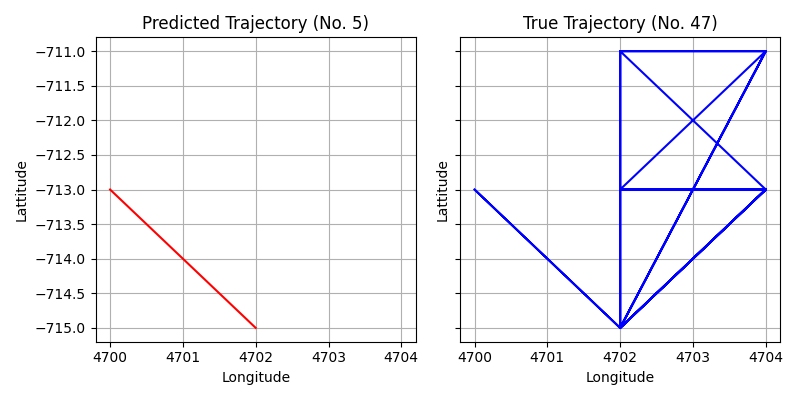 Predicted Trajectory (No. 5)
True Trajectory (No. 47)
−711.0
−711.5
−712.0
−712.5
−713.0
−713.5
−714.0
−714.5
−715.0
Lattitude
Lattitude
4700 4701 4702 4703 4704
4700 4701 4702 4703 4704
Longitude
Longitude